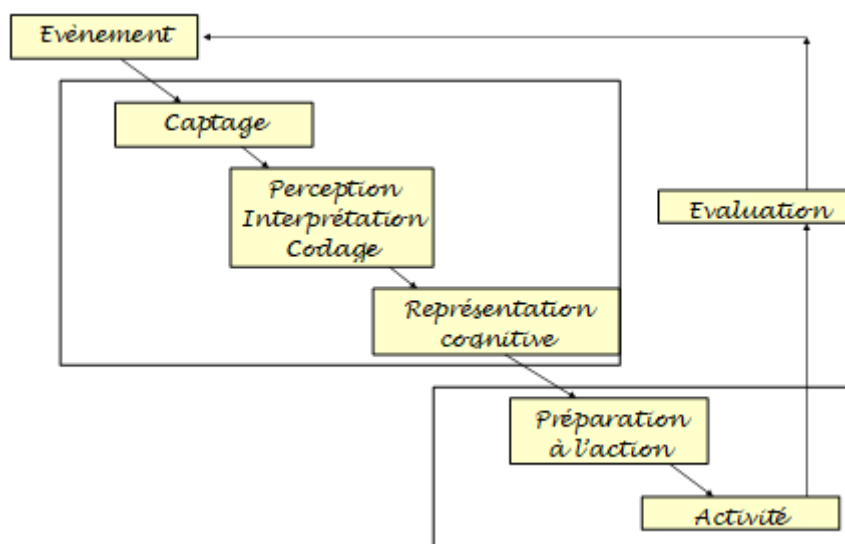 Evènement
Captage
Perception
Interprétation
Codage
Evaluation
Représentation
cognitive
Préparation
à l'action
Activité